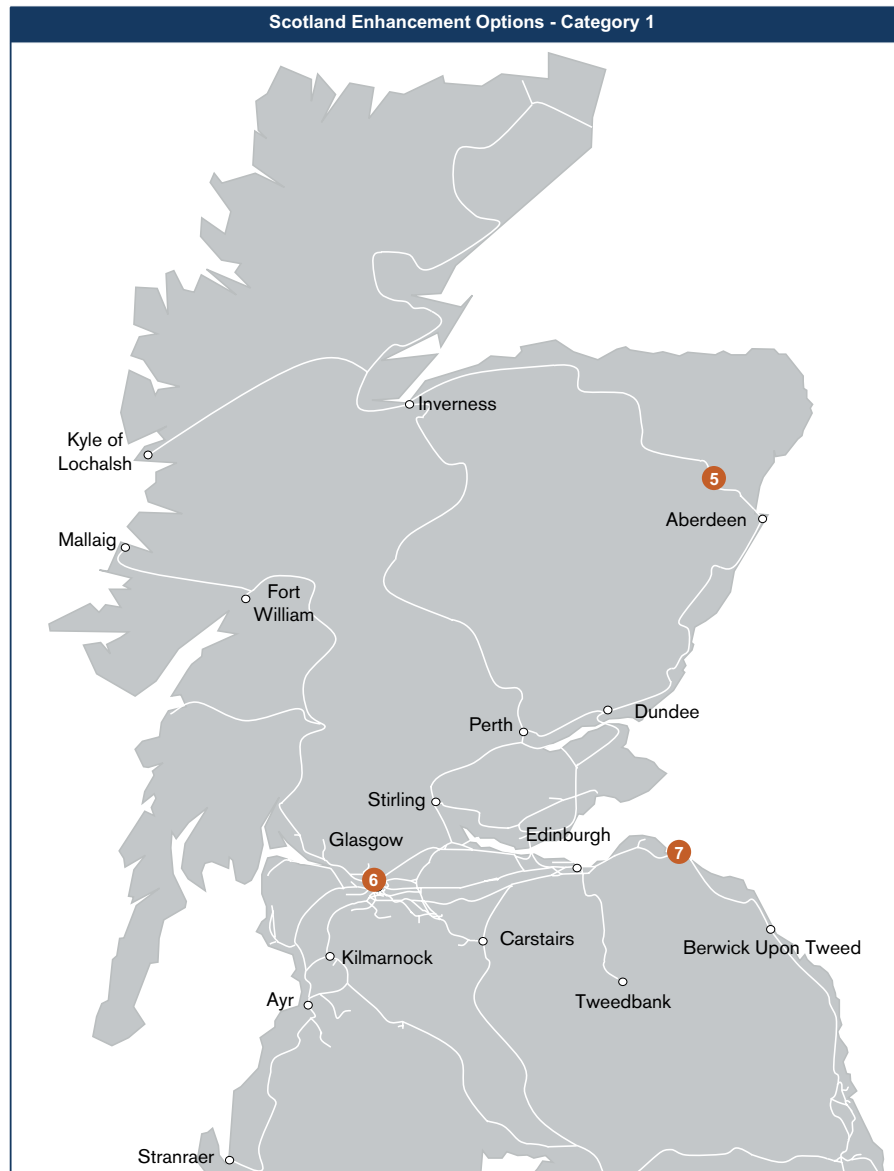 Scotland Enhancement Options - Category 1
Inverness
Kyle of
Lochalsh
5
Aberdeen
Mallaig
Fort
William
Dundee
Perth
Stirling
Glasgow
Edinburgh
7
6
Carstairs
Berwick Upon Tweed
Kilmarnock
Tweedbank
Ayr
Stranraer